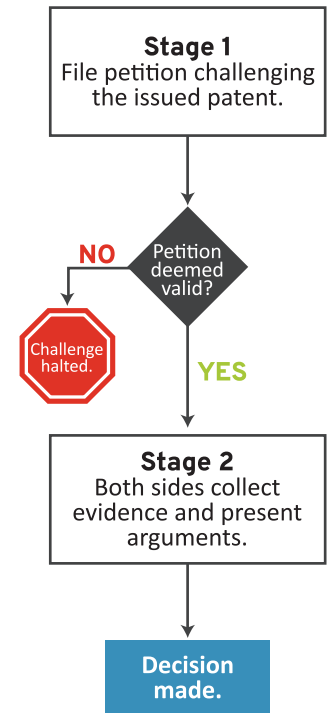 Stage 1
File petition challenging
the issued patent.
NO
Petition
deemed
valid?
Challenge
halted.
YES
Stage 2
Both sides collect
evidence and present
arguments.
Decision
made.